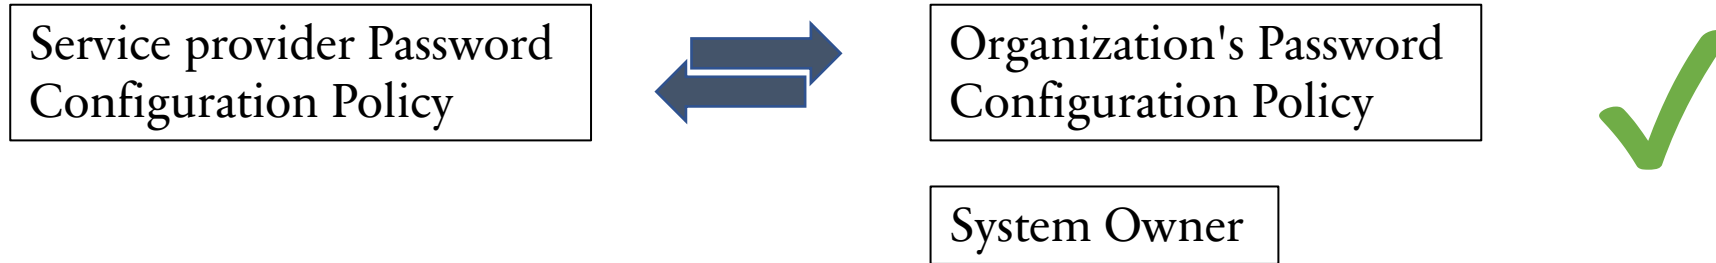 Service provider Password
Configuration Policy
Organization's Password
Configuration Policy
System Owner